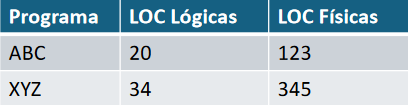 Programa LOC Lógicas LOC Físicas
ABC 20 123
XYZ 34 345